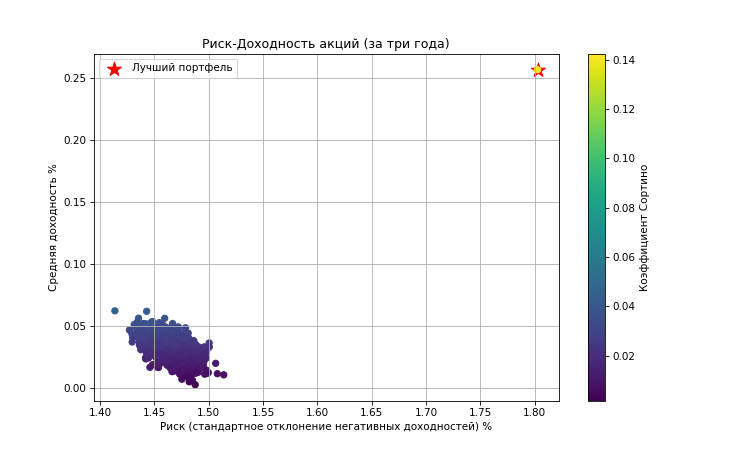 Риск-Доходность акций (за три года)
Лучший портфель
Средняя доходность %
0.25
0.20
0.15
0.10
0.05
0.00
1.40 1.45 1.50 1.55 1.60 1.65 1.70 1.75 1.80
Риск (стандартное отклонение негативных доходностей) %
0.14
0.12
0.10
0.08
0.06
0.04
0.02
Коэффициент Сортино